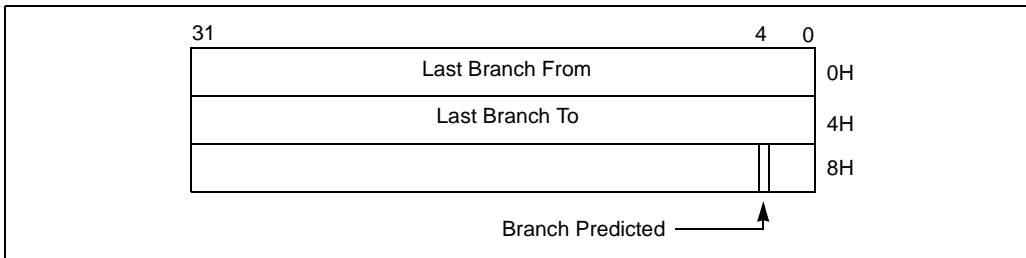 31 4 0
Last Branch From 0H
Last Branch To 4H
8H
Branch Predicted